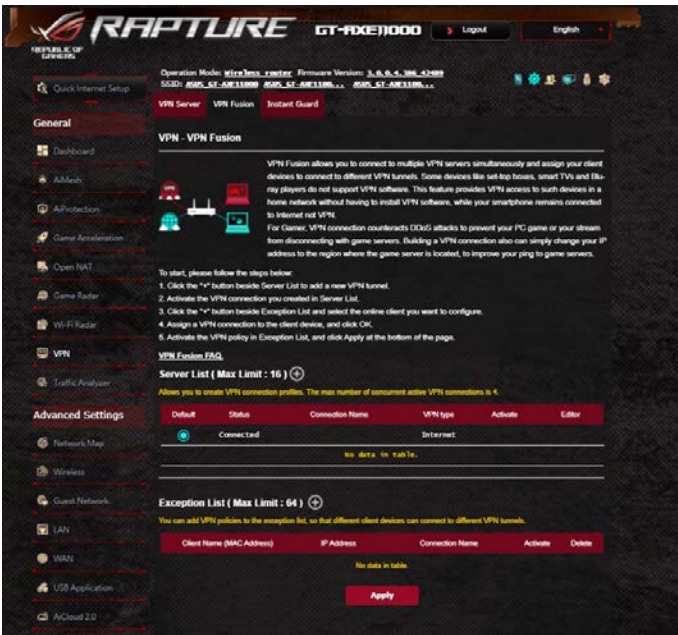 REPUBLIC OF
GAMERS
RAPTURE
GT-AXE11000
Logout
English
Operation Mode: Wireless router Firmware Version: 3.0.0.4.386_42489
SSID: ASUS_GT-AXE11000 ASUS_GT-AXE1100... ASUS_GT-AXE1100...
Quick Internet Setup
General
Dashboard
AiMesh
AiProtection
Game Acceleration
Open NAT
Game Radar
Wi-Fi Radar
VPN
Traffic Analyzer
Advanced Settings
Network Map
Wireless
Guest Network
LAN
WAN
USB Application
AiCloud 2.0
VPN Server VPN Fusion Instant Guard
VPN - VPN Fusion
VPN
VPN Fusion allows you to connect to multiple VPN servers simultaneously and assign your client
devices to connect to different VPN tunnels. Some devices like set-top boxes, smart TVs and Blu-
ray players do not support VPN software. This feature provides VPN access to such devices in a
home network without having to install VPN software, while your smartphone remains connected
to Internet not VPN.
For Gamer, VPN connection counteracts DDoS attacks to prevent your PC game or your stream
from disconnecting with game servers. Building a VPN connection also can simply change your IP
address to the region where the game server is located, to improve your ping to game servers.
To start, please follow the steps below:
1. Click the "+" button beside Server List to add a new VPN tunnel.
2. Activate the VPN connection you created in Server List.
3. Click the "+" button beside Exception List and select the online client you want to configure.
4. Assign a VPN connection to the client device, and click OK.
5. Activate the VPN policy in Exception List, and click Apply at the bottom of the page.
VPN Fusion FAQ
Server List ( Max Limit : 16 )
Allows you to create VPN connection profiles. The max number of concurrent active VPN connections is 4.
Default Status Connection Name VPN type Activate Editor
Connected Internet
No data in table.
Exception List ( Max Limit : 64 )
You can add VPN policies to the exception list, so that different client devices can connect to different VPN tunnels.
Client Name (MAC Address) IP Address Connection Name Activate Delete
No data in table.
Apply